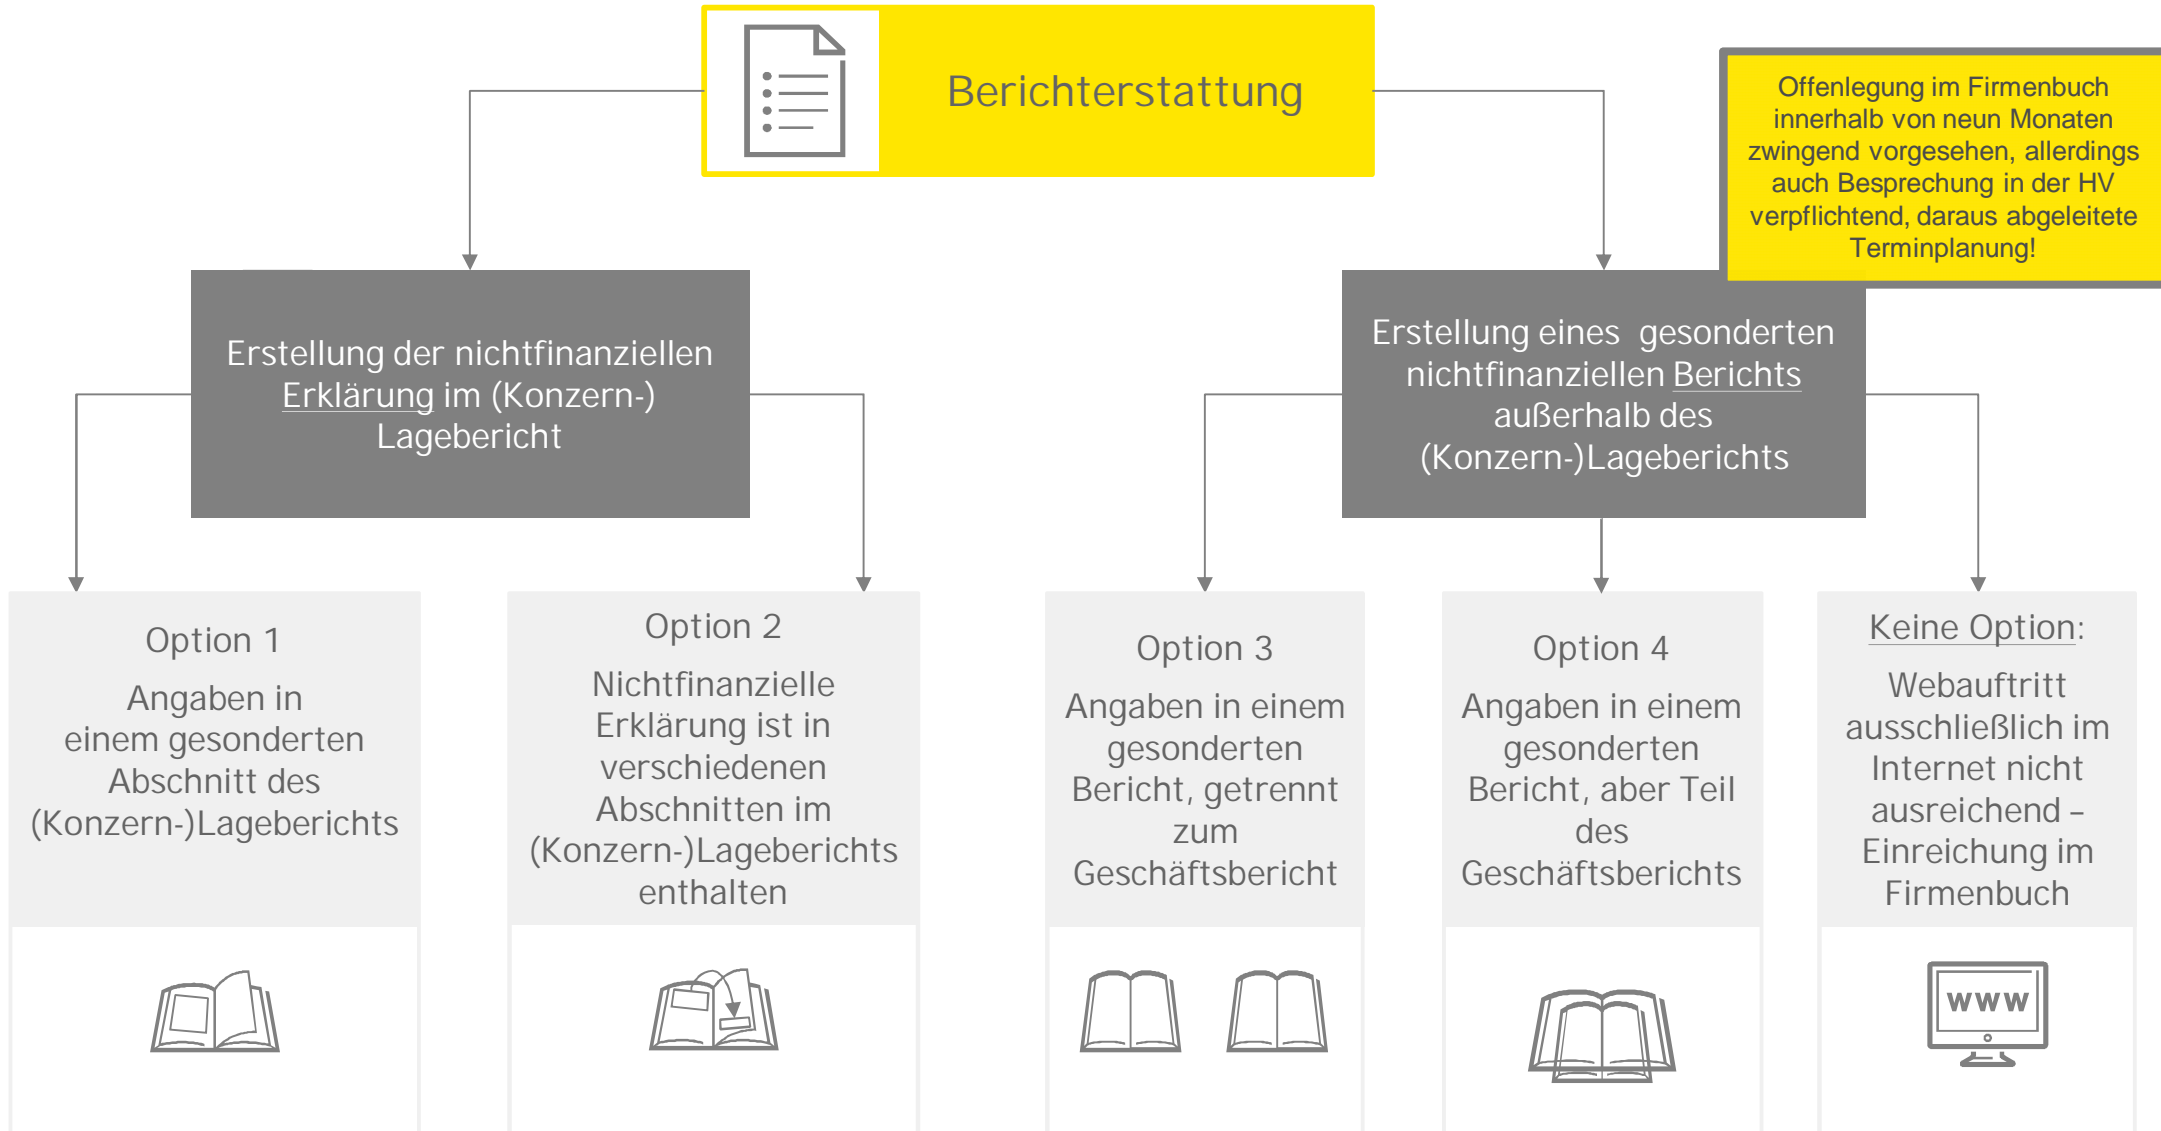 Berichterstattung
Offenlegung im Firmenbuch
innerhalb von neun Monaten
zwingend vorgesehen, allerdings
auch Besprechung in der HV
verpflichtend, daraus abgeleitete
Terminplanung!
Erstellung der nichtfinanziellen
Erklärung im (Konzern-)
Lagebericht
Erstellung eines gesonderten
nichtfinanziellen Berichts
außerhalb des
(Konzern-)Lageberichts
Option 1
Angaben in
einem gesonderten
Abschnitt des
(Konzern-)Lageberichts
Option 2
Nichtfinanzielle
Erklärung ist in
verschiedenen
Abschnitten im
(Konzern-)Lageberichts
enthalten
Option 3
Angaben in einem
gesonderten
Bericht, getrennt
zum
Geschäftsbericht
Option 4
Angaben in einem
gesonderten
Bericht, aber Teil
des
Geschäftsberichts
Keine Option:
Webauftritt
ausschließlich im
Internet nicht
ausreichend –
Einreichung im
Firmenbuch
www